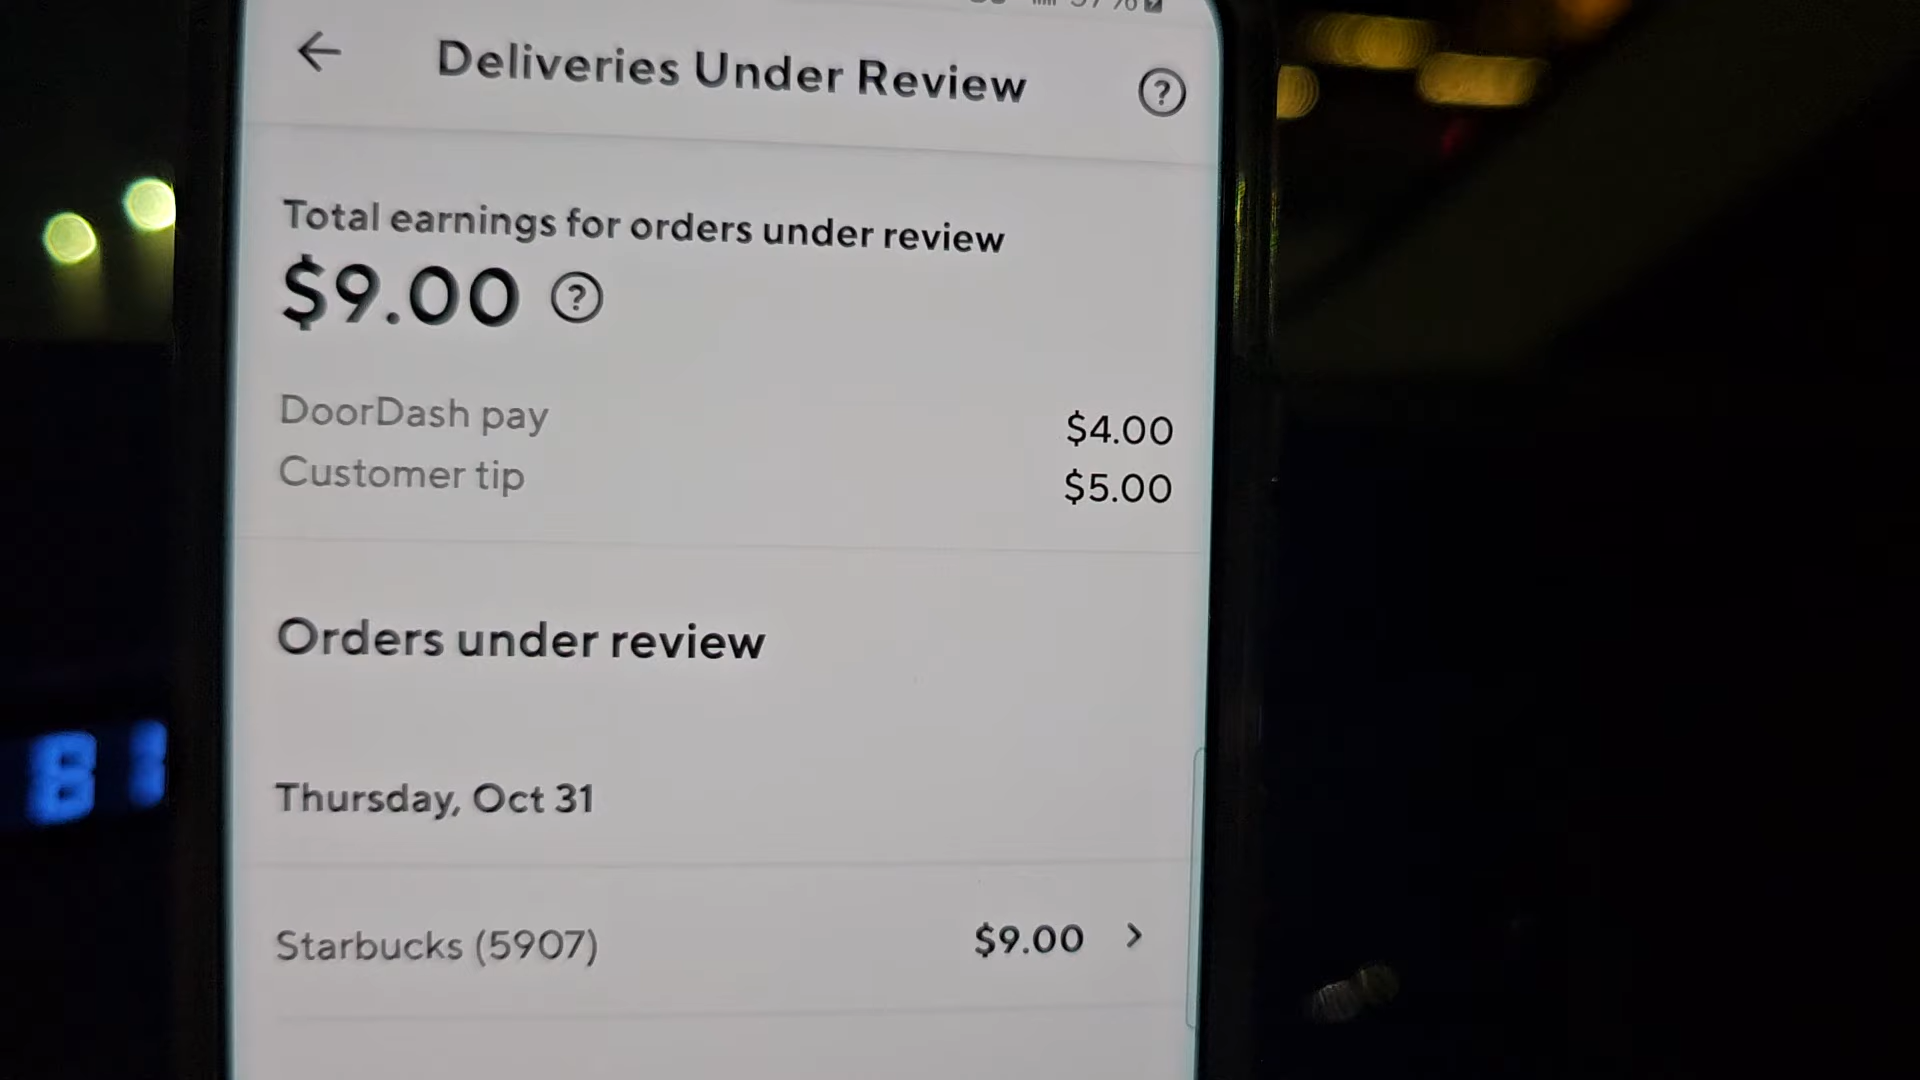 Deliveries Under Review
Total earnings for orders under review
$9.00
DoorDash pay $4.00
Customer tip $5.00
Orders under review
Thursday, Oct 31
Starbucks (5907) $9.00